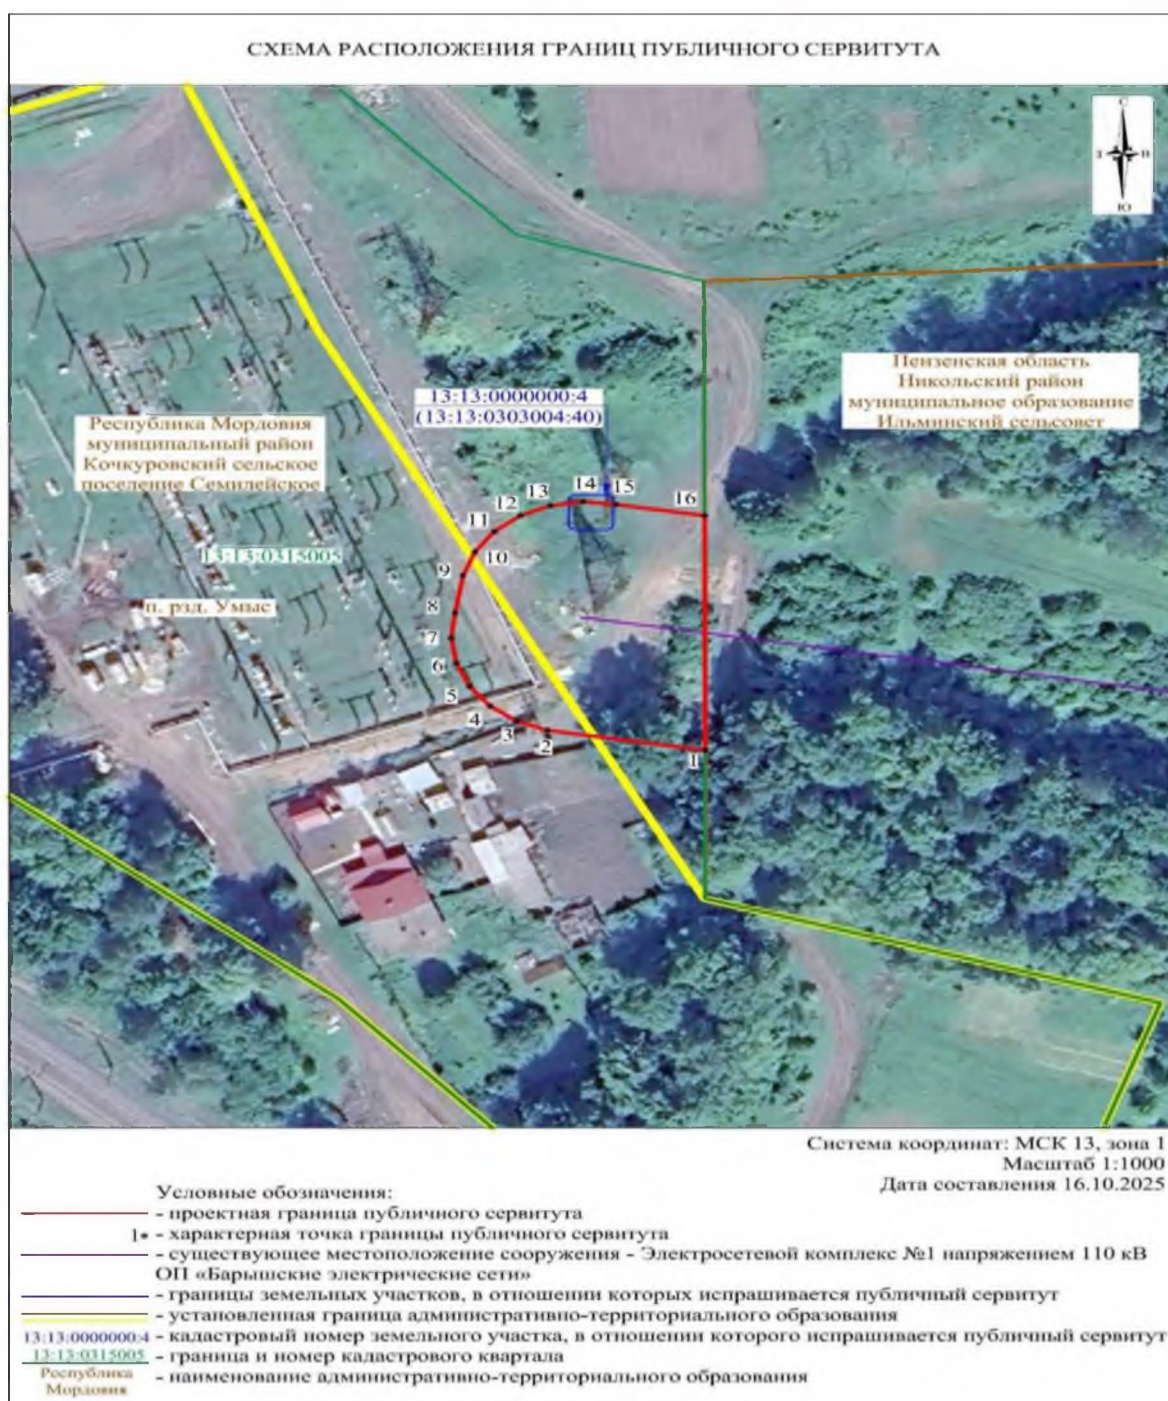 СХЕМА РАСПОЛОЖЕНИЯ ГРАНИЦ ПУБЛИЧНОГО СЕРВИТУТА
С
З В
Ю
Пензенская область
Никольский район
муниципальное образование
Ильминский сельсовет
13:13:0000000:4
(13:13:0303004:40)
Республика Мордовия
муниципальный район
Кочкуровский сельское
поселение Семилейское
13:13:0315005
п. рзд. Умыс
14
15
13
16
12
11
10
9
8
7
6
5
4
3
2
1
Система координат: МСК 13, зона 1
Масштаб 1:1000
Дата составления 16.10.2025
Условные обозначения:
- проектная граница публичного сервитута
1• - характерная точка границы публичного сервитута
- существующее местоположение сооружения - Электросетевой комплекс №1 напряжением 110 кВ
ОП «Барышские электрические сети»
- границы земельных участков, в отношении которых испрашивается публичный сервитут
- установленная граница административно-территориального образования
13:13:0000000:4 - кадастровый номер земельного участка, в отношении которого испрашивается публичный сервитут
13:13:0315005 - граница и номер кадастрового квартала
Республика
Мордовия - наименование административно-территориального образования